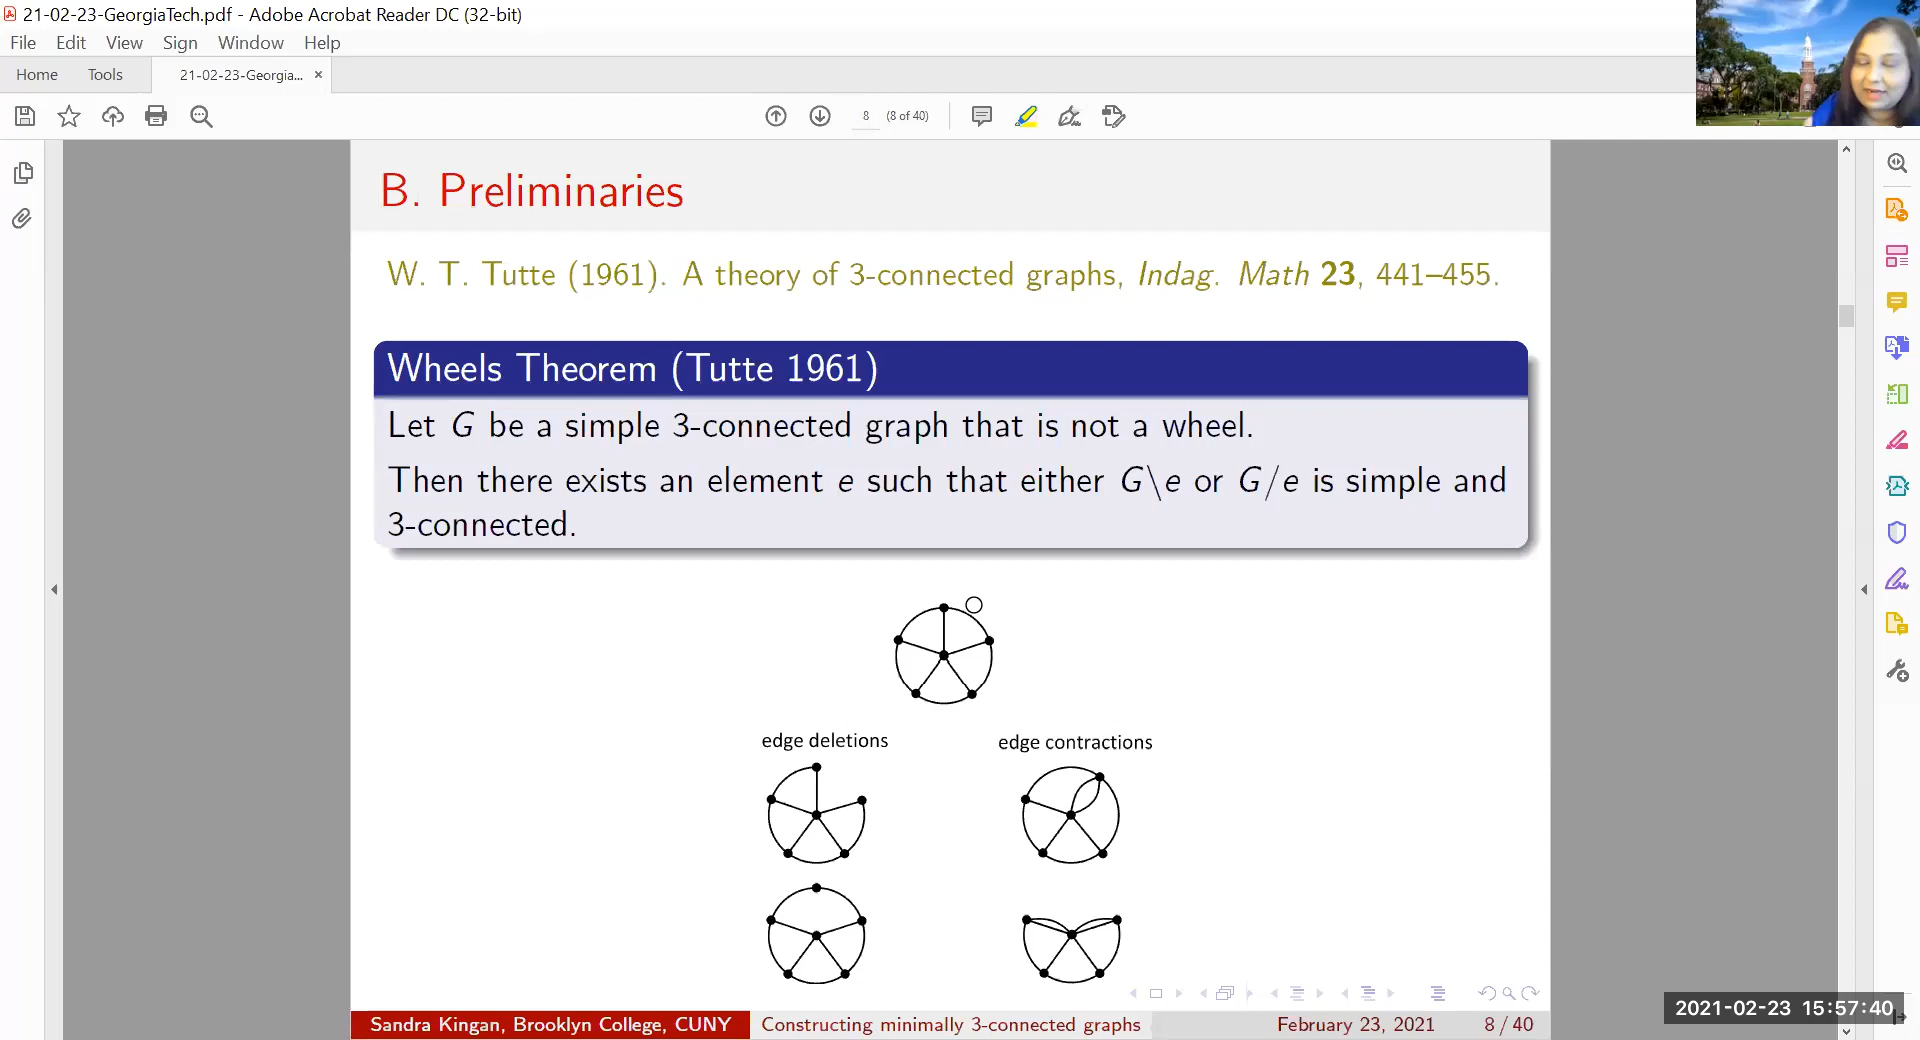 21-02-23-GeorgiaTech.pdf - Adobe Acrobat Reader DC (32-bit)
File Edit View Sign Window Help
Home Tools 21-02-23-Georgia... ×
8 (8 of 40)
B. Preliminaries
W. T. Tutte (1961). A theory of 3-connected graphs, Indag. Math 23, 441–455.
Wheels Theorem (Tutte 1961)
Let G be a simple 3-connected graph that is not a wheel.
Then there exists an element e such that either G\e or G/e is simple and
3-connected.
edge deletions edge contractions
Sandra Kingan, Brooklyn College, CUNY Constructing minimally 3-connected graphs February 23, 2021 8 / 40
2021-02-23 15:57:40